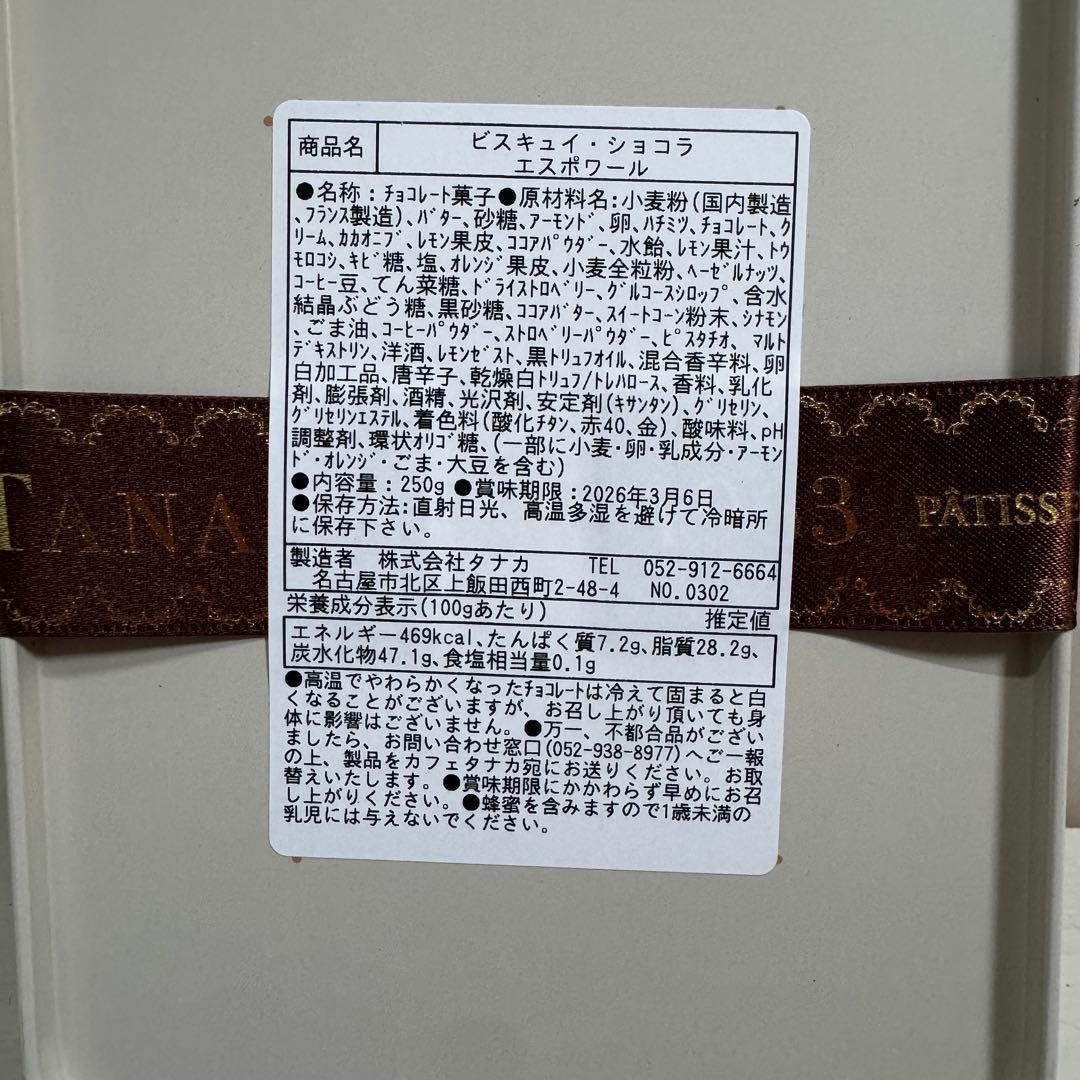 商品名
ビスキュイ・ショコラ
エスポワール
●名称：ﾁｮｺﾚｰﾄ菓子●原材料名:小麦粉(国内製造
、ﾌﾗﾝｽ製造)､ﾊﾞﾀｰ､砂糖､ｱｰﾓﾝﾄﾞ､卵､ﾊﾁﾐﾂ､ﾁｮｺﾚｰﾄ､ｸ
ﾘｰﾑ､ｶｶｵﾆﾌﾞ､ﾚﾓﾝ果皮､ｺｺｱﾊﾟｳﾀﾞｰ､水飴､ﾚﾓﾝ果汁､ﾄｳ
ﾓﾛｺｼ､ｷﾋﾞ糖､塩､ｵﾚﾝｼﾞ果皮､小麦全粒粉､ﾍｰｾﾞﾙﾅｯﾂ､
ｺｰﾋｰ豆､てん菜糖､ﾄﾞﾗｲｽﾄﾛﾍﾞﾘｰ､ｸﾞﾙｺｰｽｼﾛｯﾌﾟ､含水
結晶ぶどう糖､黒砂糖､ｺｺｱﾊﾞﾀｰ､ｽｲｰﾄｺｰﾝ粉末､ｼﾅﾓﾝ
､ごま油､ｺｰﾋｰﾊﾟｳﾀﾞｰ､ｽﾄﾛﾍﾞﾘｰﾊﾟｳﾀﾞｰ､ﾋﾟｽﾀﾁｵ､ﾏﾙﾄ
ﾃﾞｷｽﾄﾘﾝ､洋酒､ﾚﾓﾝｾﾞｽﾄ､黒ﾄﾘｭﾌｵｲﾙ､混合香辛料､卵
白加工品､唐辛子､乾燥白ﾄﾘｭﾌ/ﾄﾚﾊﾛｰｽ､香料､乳化
剤､膨張剤､酒精､光沢剤､安定剤(ｷｻﾝﾀﾝ)､ｸﾞﾘｾﾘﾝ､
ｸﾞﾘｾﾘﾝｴｽﾃﾙ､着色料(酸化ﾁﾀﾝ､赤40､金)､酸味料､pH
調整剤､環状ｵﾘｺﾞ糖､(一部に小麦･卵･乳成分･ｱｰﾓﾝ
ﾄﾞ･ｵﾚﾝｼﾞ･ごま･大豆を含む)
●内容量：250g ●賞味期限：2026年3月6日
●保存方法:直射日光、高温多湿を避けて冷暗所
に保存下さい。
製造者 株式会社タナカ TEL 052-912-6664
名古屋市北区上飯田西町2-48-4 NO.0302
栄養成分表示(100gあたり) 推定値
エネルギー469kcal､たんぱく質7.2g､脂質28.2g､
炭水化物47.1g､食塩相当量0.1g
●高温でやわらかくなったﾁｮｺﾚｰﾄは冷えて固まると白
くなることがございますが、お召し上がり頂いても身
体に影響はございません。●万一、不都合品がござい
ましたら、お問い合わせ窓口(052-938-8977)へご一報
の上、製品をカフェタナカ宛にお送りください。お取
替えいたします。●賞味期限にかかわらず早めにお召
し上がりください。●蜂蜜を含みますので1歳未満の
乳児には与えないでください。
TANA 3 PÂTISSE